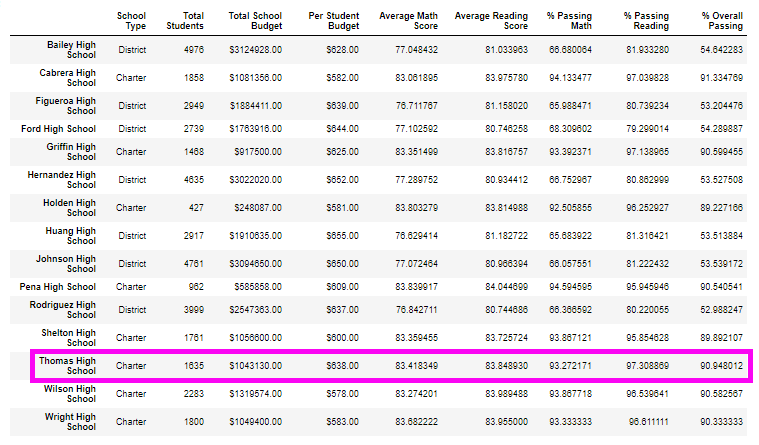 School Type Total Students Total School Budget Per Student Budget Average Math Score Average Reading Score % Passing Math % Passing Reading % Overall Passing
Bailey High School District 4976 $3124928.00 $628.00 77.048432 81.033963 66.680064 81.933280 54.642283
Cabrera High School Charter 1858 $1081356.00 $582.00 83.061895 83.975780 94.133477 97.039828 91.334769
Figueroa High School District 2949 $1884411.00 $639.00 76.711767 81.158020 65.988471 80.739234 53.204476
Ford High School District 2739 $1763916.00 $644.00 77.102592 80.746258 68.309602 79.299014 54.289887
Griffin High School Charter 1468 $917500.00 $625.00 83.351499 83.816757 93.392371 97.138965 90.599455
Hernandez High School District 4635 $3022020.00 $652.00 77.289752 80.934412 66.752967 80.862999 53.527508
Holden High School Charter 427 $248087.00 $581.00 83.803279 83.814988 92.505855 96.252927 89.227166
Huang High School District 2917 $1910635.00 $655.00 76.629414 81.182722 65.683922 81.316421 53.513884
Johnson High School District 4761 $3094650.00 $650.00 77.072464 80.966394 66.057551 81.222432 53.539172
Pena High School Charter 962 $585858.00 $609.00 83.839917 84.044699 94.594595 95.945946 90.540541
Rodriguez High School District 3999 $2547363.00 $637.00 76.842711 80.744686 66.366592 80.220055 52.988247
Shelton High School Charter 1761 $1056600.00 $600.00 83.359455 83.725724 93.867121 95.854628 89.892107
Thomas High School Charter 1635 $1043130.00 $638.00 83.418349 83.848930 93.272171 97.308869 90.948012
Wilson High School Charter 2283 $1319574.00 $578.00 83.274201 83.989488 93.867718 96.539641 90.582567
Wright High School Charter 1800 $1049400.00 $583.00 83.682222 83.955000 93.333333 96.611111 90.333333